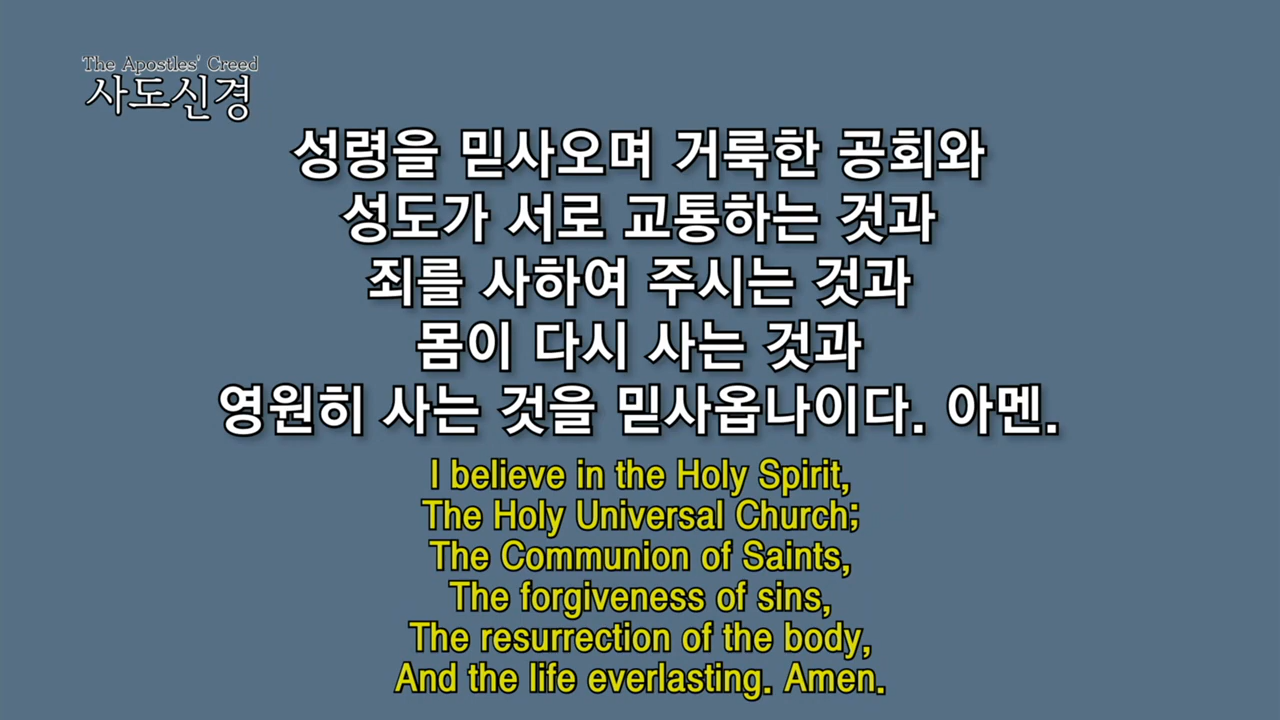 The Apostles' Creed
사도신경
성령을 믿사오며 거룩한 공회와
성도가 서로 교통하는 것과
죄를 사하여 주시는 것과
몸이 다시 사는 것과
영원히 사는 것을 믿사옵나이다. 아멘.
I believe in the Holy Spirit,
The Holy Universal Church;
The Communion of Saints,
The forgiveness of sins,
The resurrection of the body,
And the life everlasting. Amen.